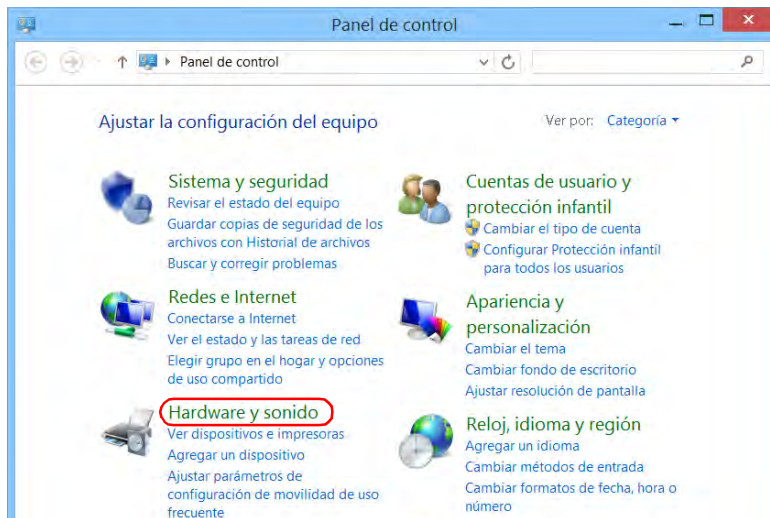 Panel de control
Panel de control
Ajustar la configuración del equipo
Ver por: Categoría
Sistema y seguridad
Revisar el estado del equipo
Guardar copias de seguridad de los
archivos con Historial de archivos
Buscar y corregir problemas
Redes e Internet
Conectarse a Internet
Ver el estado y las tareas de red
Elegir grupo en el hogar y opciones
de uso compartido
Hardware y sonido
Ver dispositivos e impresoras
Agregar un dispositivo
Ajustar parámetros de
configuración de movilidad de uso
frecuente
Cuentas de usuario y
protección infantil
Cambiar el tipo de cuenta
Configurar Protección infantil
para todos los usuarios
Apariencia y
personalización
Cambiar el tema
Cambiar fondo de escritorio
Ajustar resolución de pantalla
Reloj, idioma y región
Agregar un idioma
Cambiar métodos de entrada
Cambiar formatos de fecha, hora o
número